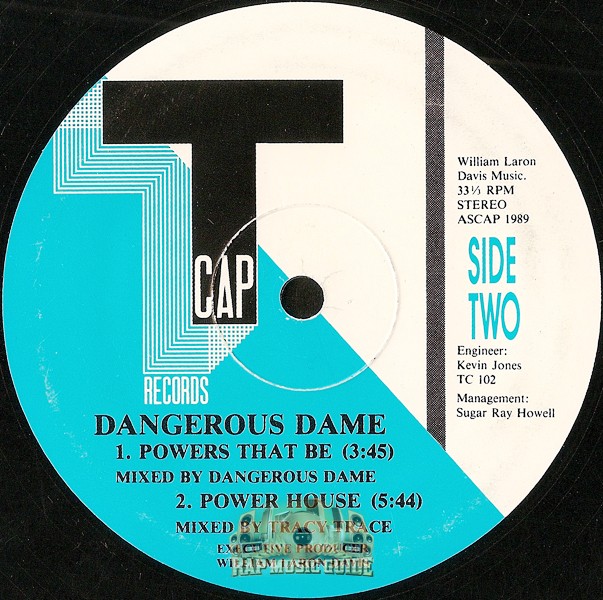 T
CAP
RECORDS
William Laron
Davis Music.
33⅓ RPM
STEREO
ASCAP 1989
SIDE
TWO
Engineer:
Kevin Jones
TC 102
Management:
Sugar Ray Howell
DANGEROUS DAME
1. POWERS THAT BE (3:45)
MIXED BY DANGEROUS DAME
2. POWER HOUSE (5:44)
MIXED BY TRACY TRACE
EXECUTIVE PRODUCER
RAP MUSIC GUIDE